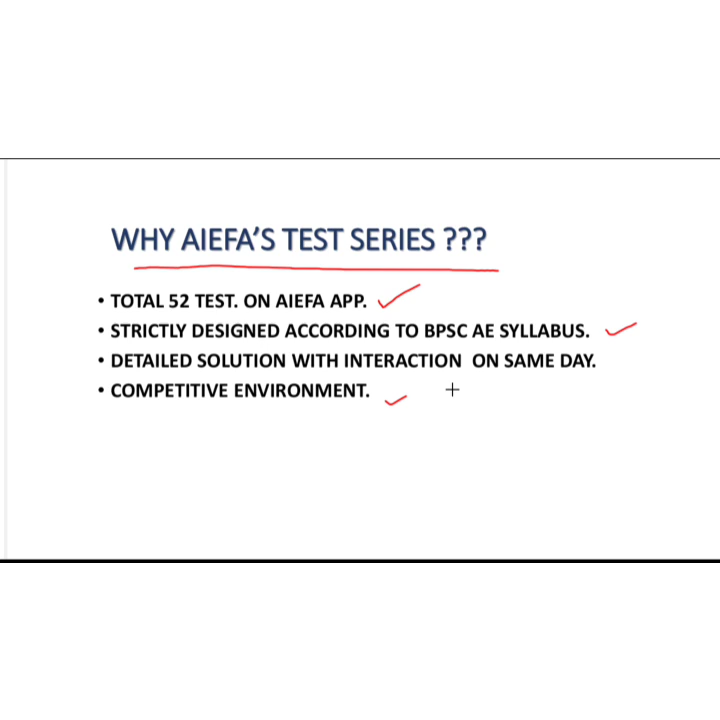 WHY AIEFA'S TEST SERIES ???
• TOTAL 52 TEST. ON AIEFA APP.
• STRICTLY DESIGNED ACCORDING TO BPSC AE SYLLABUS.
• DETAILED SOLUTION WITH INTERACTION ON SAME DAY.
• COMPETITIVE ENVIRONMENT.